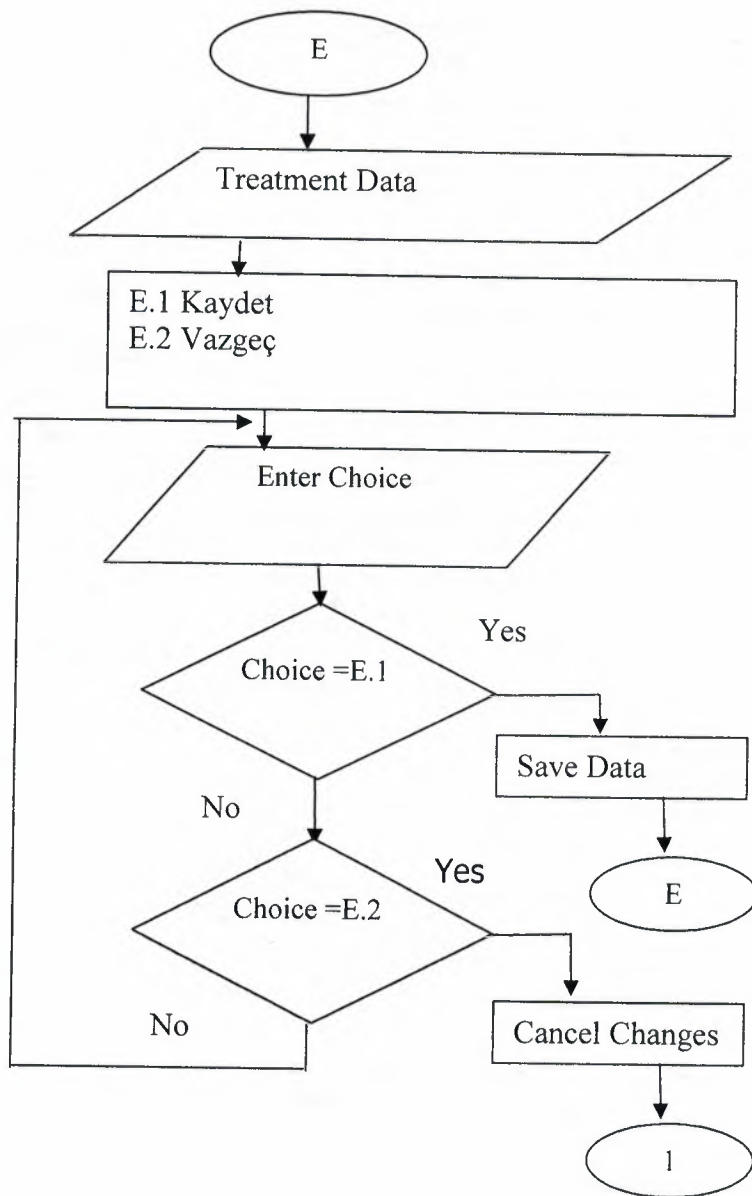 E
Treatment Data
E.1 Kaydet
E.2 Vazgeç
Enter Choice
Yes
Choice =E.1
Save Data
No
E
Yes
Choice =E.2
No
Cancel Changes
1